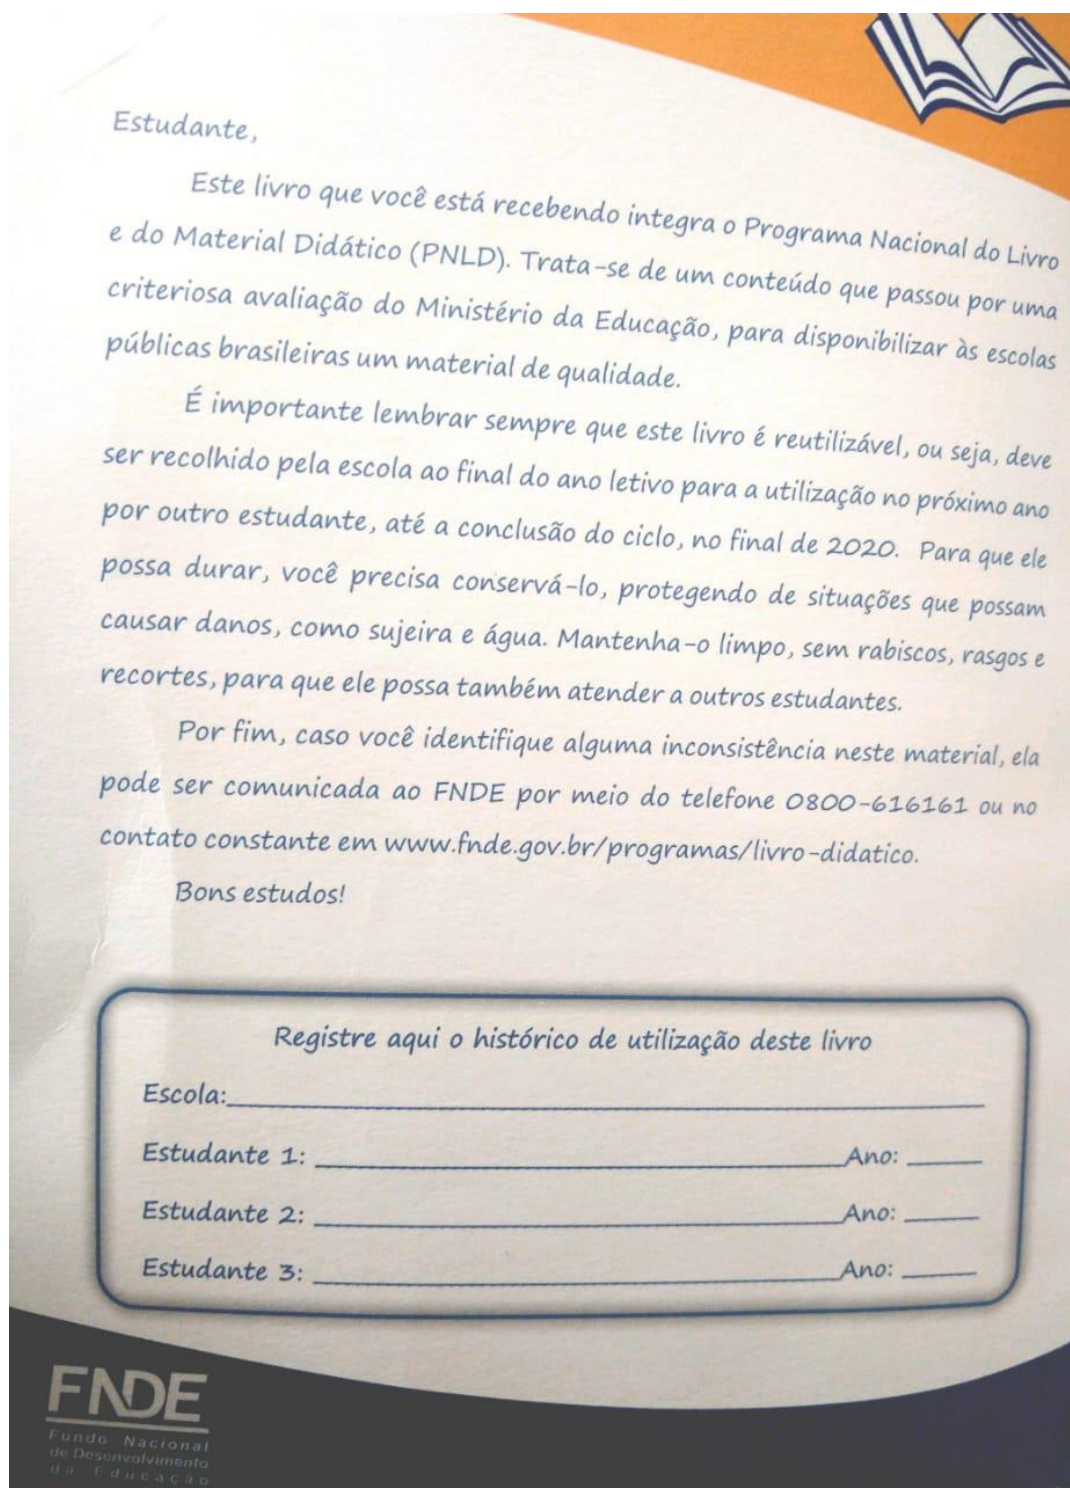 Estudante,
Este livro que você está recebendo integra o Programa Nacional do Livro
e do Material Didático (PNLD). Trata-se de um conteúdo que passou por uma
criteriosa avaliação do Ministério da Educação, para disponibilizar às escolas
públicas brasileiras um material de qualidade.
É importante lembrar sempre que este livro é reutilizável, ou seja, deve
ser recolhido pela escola ao final do ano letivo para a utilização no próximo ano
por outro estudante, até a conclusão do ciclo, no final de 2020. Para que ele
possa durar, você precisa conservá-lo, protegendo de situações que possam
causar danos, como sujeira e água. Mantenha-o limpo, sem rabiscos, rasgos e
recortes, para que ele possa também atender a outros estudantes.
Por fim, caso você identifique alguma inconsistência neste material, ela
pode ser comunicada ao FNDE por meio do telefone 0800-616161 ou no
contato constante em www.fnde.gov.br/programas/livro-didatico.
Bons estudos!
Registre aqui o histórico de utilização deste livro
Escola:
Estudante 1: Ano:
Estudante 2: Ano:
Estudante 3: Ano:
FNDE
Fundo Nacional
de Desenvolvimento
da Educação